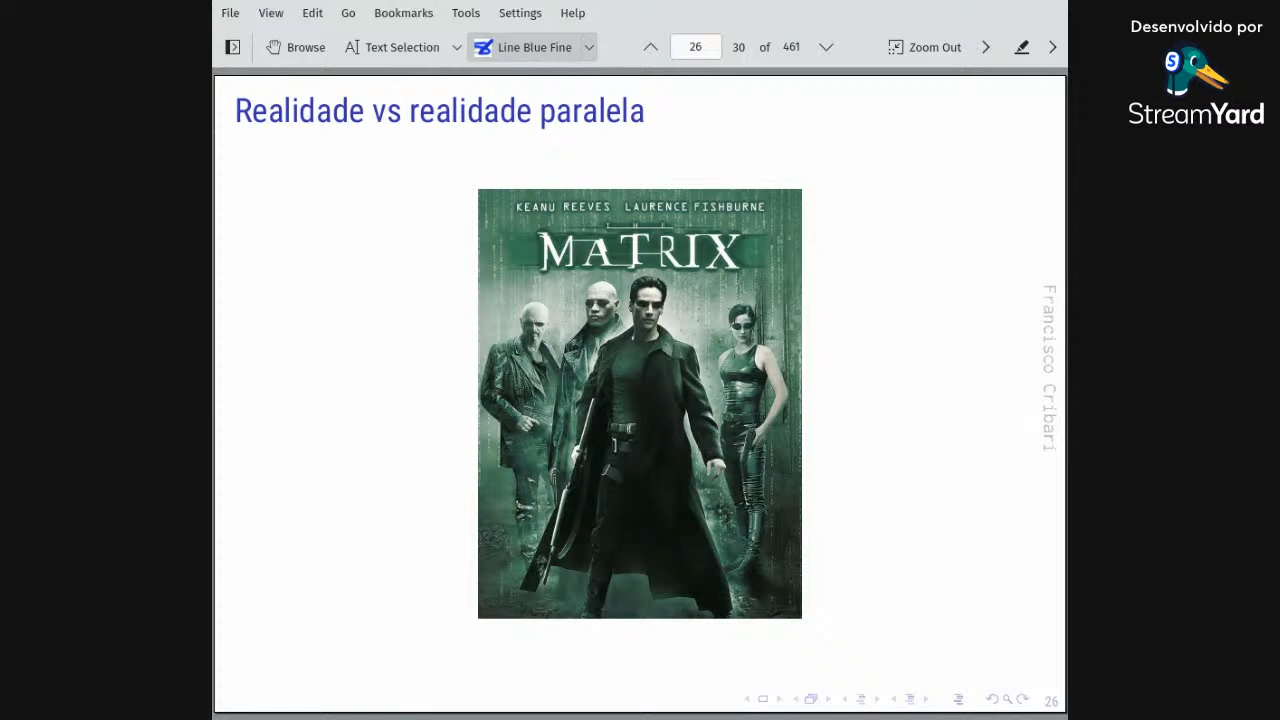 File View Edit Go Bookmarks Tools Settings Help
Browse Text Selection Line Blue Fine 26 30 of 461 Zoom Out
Desenvolvido por
StreamYard
Realidade vs realidade paralela
KEANU REEVES LAURENCE FISHBURNE
THE
MATRIX
Francisco Cribari
26